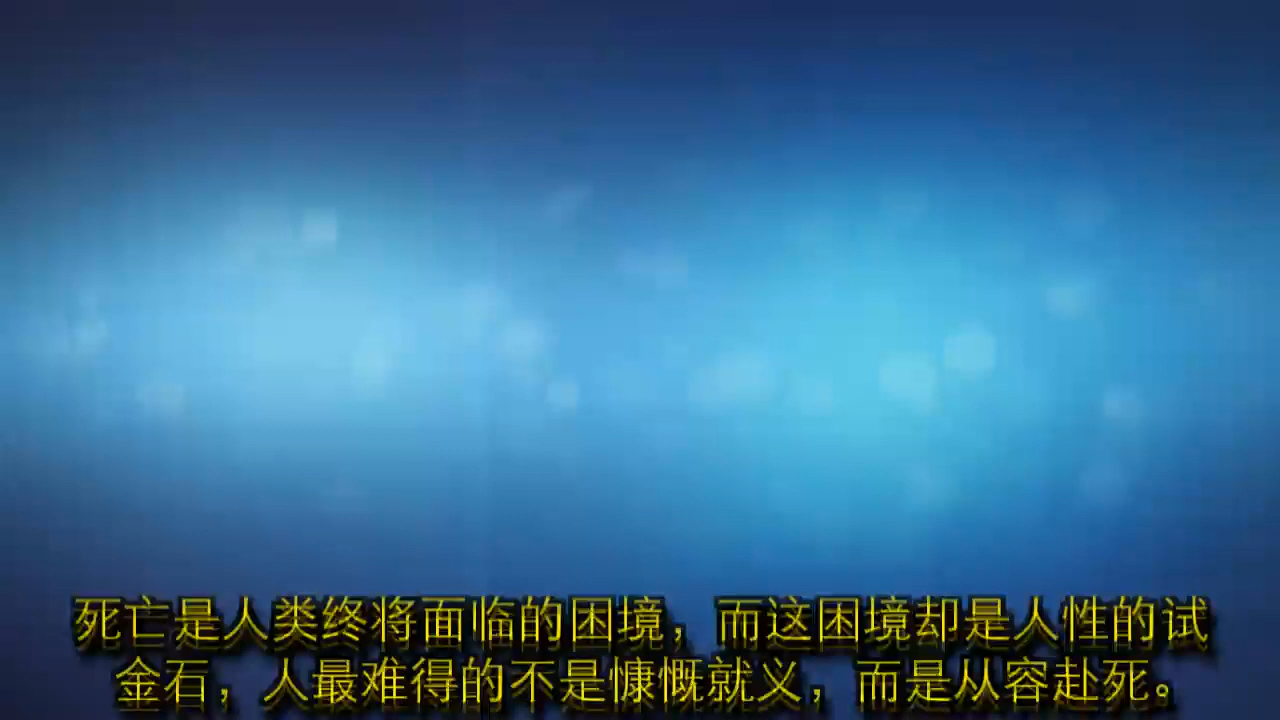 死亡是人类终将面临的困境，而这困境却是人性的试
金石，人最难得的不是慷慨就义，而是从容赴死。